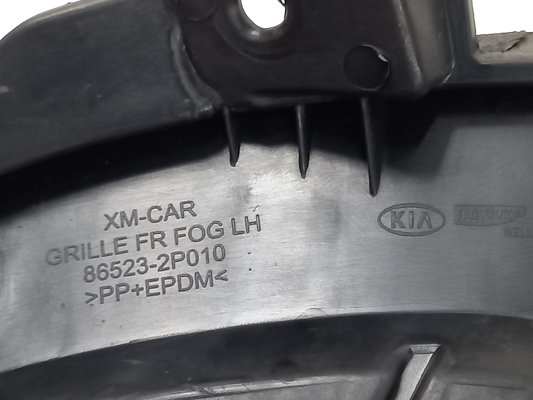 XM-CAR
GRILLE FR FOG LH
86523-2P010
>PP+EPDM<
KIA